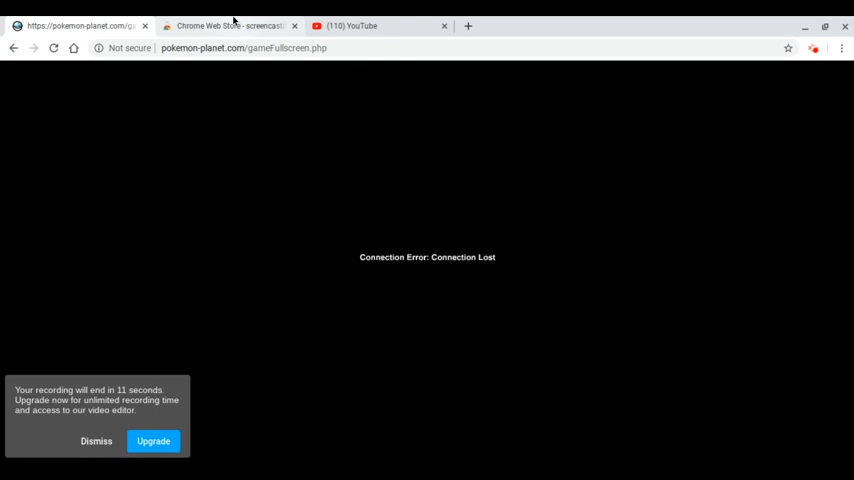 https://pokemon-planet.com/ga
Chrome Web Store - screencast
(110) YouTube
Not secure
pokemon-planet.com/gameFullscreen.php
Connection Error: Connection Lost
Your recording will end in 11 seconds.
Upgrade now for unlimited recording time
and access to our video editor.
Dismiss
Upgrade